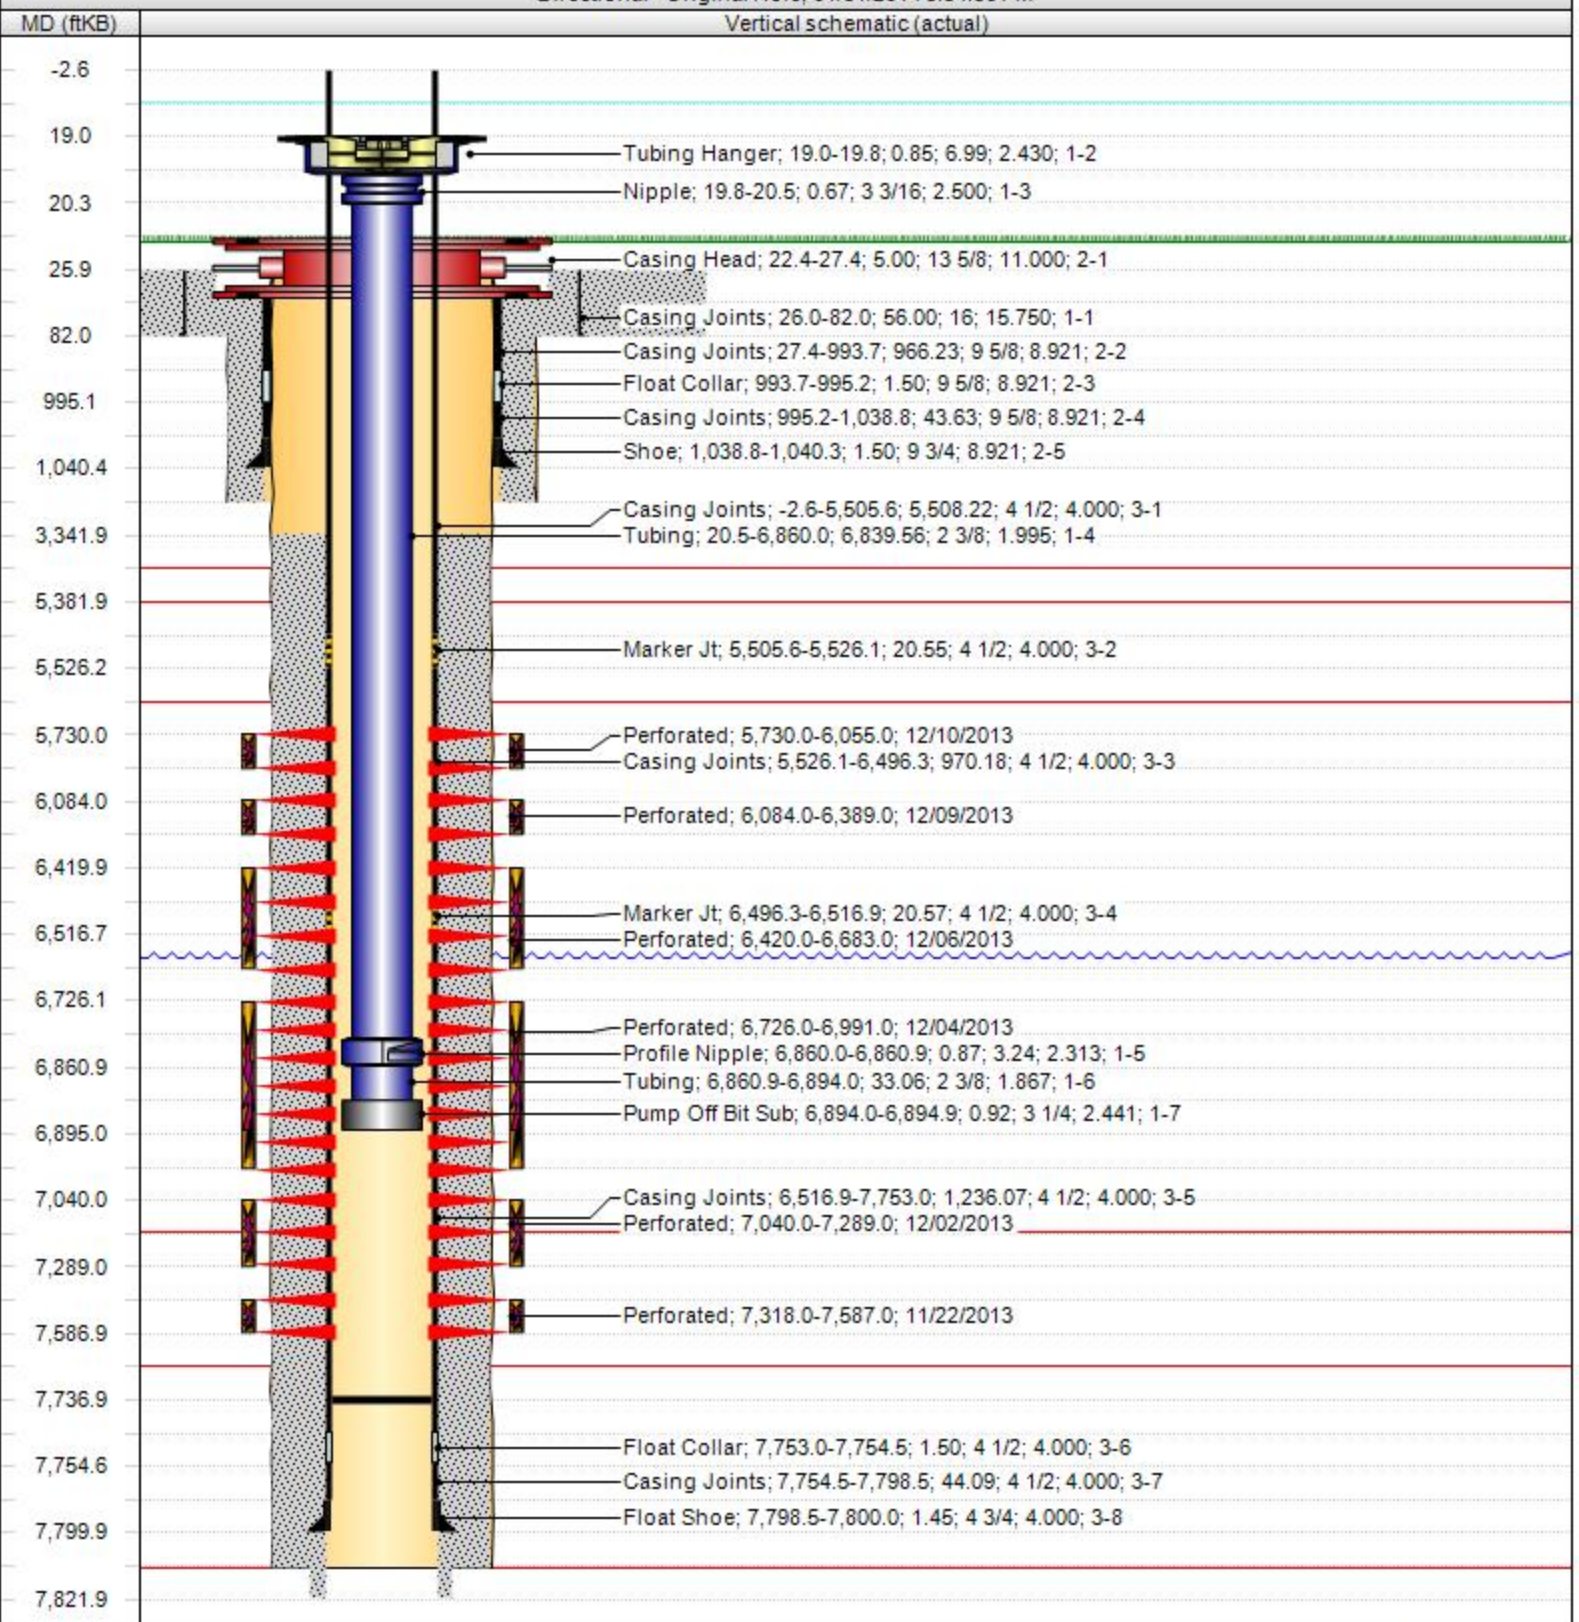 MD (ftKB)
Vertical schematic (actual)
-2.6
19.0
Tubing Hanger; 19.0-19.8; 0.85; 6.99; 2.430; 1-2
Nipple; 19.8-20.5; 0.67; 3 3/16; 2.500; 1-3
20.3
Casing Head; 22.4-27.4; 5.00; 13 5/8; 11.000; 2-1
25.9
Casing Joints; 26.0-82.0; 56.00; 16; 15.750; 1-1
82.0
Casing Joints; 27.4-993.7; 966.23; 9 5/8; 8.921; 2-2
Float Collar; 993.7-995.2; 1.50; 9 5/8; 8.921; 2-3
995.1
Casing Joints; 995.2-1,038.8; 43.63; 9 5/8; 8.921; 2-4
Shoe; 1,038.8-1,040.3; 1.50; 9 3/4; 8.921; 2-5
1,040.4
Casing Joints; -2.6-5,505.6; 5,508.22; 4 1/2; 4.000; 3-1
3,341.9
Tubing; 20.5-6,860.0; 6,839.56; 2 3/8; 1.995; 1-4
5,381.9
Marker Jt; 5,505.6-5,526.1; 20.55; 4 1/2; 4.000; 3-2
5,526.2
5,730.0
Perforated; 5,730.0-6,055.0; 12/10/2013
Casing Joints; 5,526.1-6,496.3; 970.18; 4 1/2; 4.000; 3-3
6,084.0
Perforated; 6,084.0-6,389.0; 12/09/2013
6,419.9
Marker Jt; 6,496.3-6,516.9; 20.57; 4 1/2; 4.000; 3-4
6,516.7
Perforated; 6,420.0-6,683.0; 12/06/2013
6,726.1
Perforated; 6,726.0-6,991.0; 12/04/2013
Profile Nipple; 6,860.0-6,860.9; 0.87; 3.24; 2.313; 1-5
6,860.9
Tubing; 6,860.9-6,894.0; 33.06; 2 3/8; 1.867; 1-6
Pump Off Bit Sub; 6,894.0-6,894.9; 0.92; 3 1/4; 2.441; 1-7
6,895.0
7,040.0
Casing Joints; 6,516.9-7,753.0; 1,236.07; 4 1/2; 4.000; 3-5
Perforated; 7,040.0-7,289.0; 12/02/2013
7,289.0
Perforated; 7,318.0-7,587.0; 11/22/2013
7,586.9
7,736.9
Float Collar; 7,753.0-7,754.5; 1.50; 4 1/2; 4.000; 3-6
7,754.6
Casing Joints; 7,754.5-7,798.5; 44.09; 4 1/2; 4.000; 3-7
Float Shoe; 7,798.5-7,800.0; 1.45; 4 3/4; 4.000; 3-8
7,799.9
7,821.9